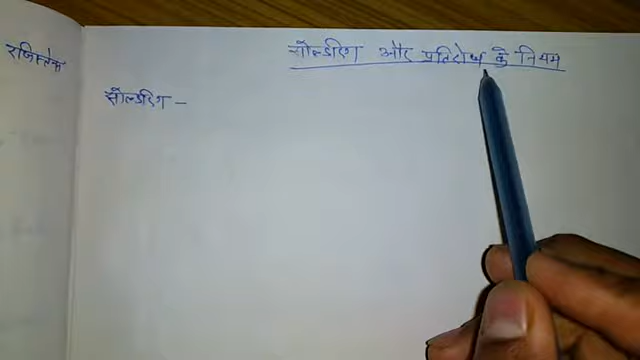 सोल्डरिंग और प्रतिरोध के नियम
सोल्डरिंग –